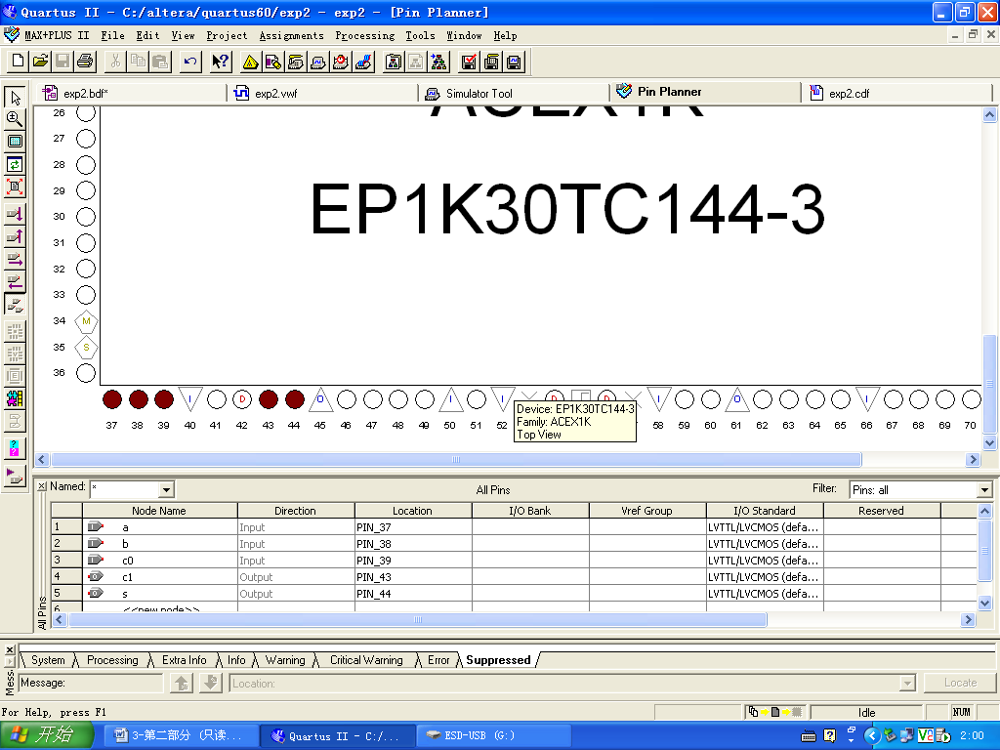 Quartus II - C:/altera/quartus60/exp2 - exp2 - [Pin Planner]
MAX+PLUS II File Edit View Project Assignments Processing Tools Window Help
exp2.bdf* exp2.vwf Simulator Tool Pin Planner exp2.cdf
ACEX1K
EP1K30TC144-3
26
27
28
29
30
31
32
33
34 M
35 S
36
I D O I I D D I O I
37 38 39 40 41 42 43 44 45 46 47 48 49 50 51 52 58 59 60 61 62 63 64 65 66 67 68 69 70
Device: EP1K30TC144-3
Family: ACEX1K
Top View
Named: * All Pins Filter: Pins: all
Node Name Direction Location I/O Bank Vref Group I/O Standard Reserved
1 a Input PIN_37 LVTTL/LVCMOS (defa...
2 b Input PIN_38 LVTTL/LVCMOS (defa...
3 c0 Input PIN_39 LVTTL/LVCMOS (defa...
4 c1 Output PIN_43 LVTTL/LVCMOS (defa...
5 s Output PIN_44 LVTTL/LVCMOS (defa...
6 <<new node>>
All Pins
System Processing Extra Info Info Warning Critical Warning Error Suppressed
Mess
Message: Location: Locate
For Help, press F1 Idle NUM
开始 3-第二部分 (只读... Quartus II - C:/... ESD-USB (G:) 2:00